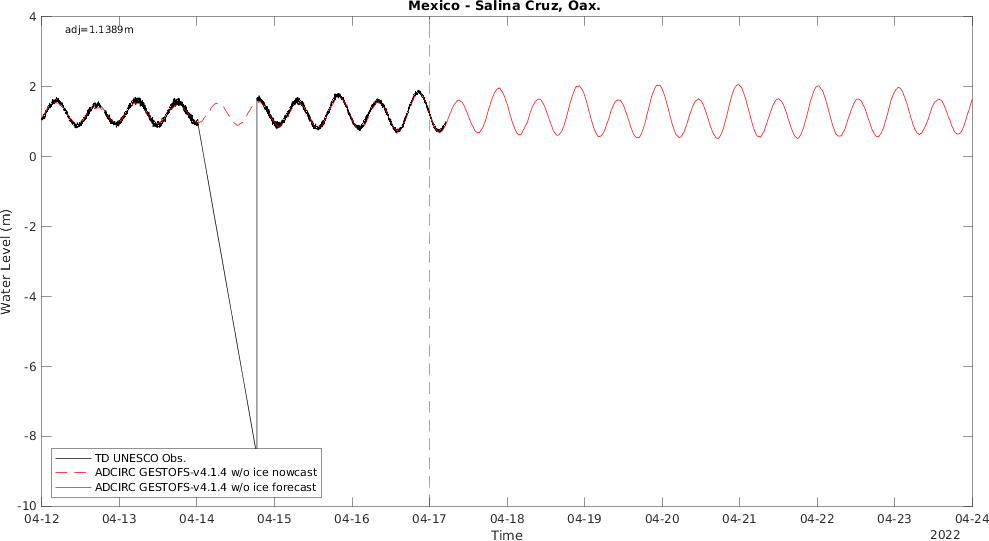 Mexico - Salina Cruz, Oax.
adj=1.1389m
4
2
0
-2
-4
-6
-8
-10
Water Level (m)
TD UNESCO Obs.
ADCIRC GESTOFS-v4.1.4 w/o ice nowcast
ADCIRC GESTOFS-v4.1.4 w/o ice forecast
04-12 04-13 04-14 04-15 04-16 04-17 04-18 04-19 04-20 04-21 04-22 04-23 04-24
Time
2022